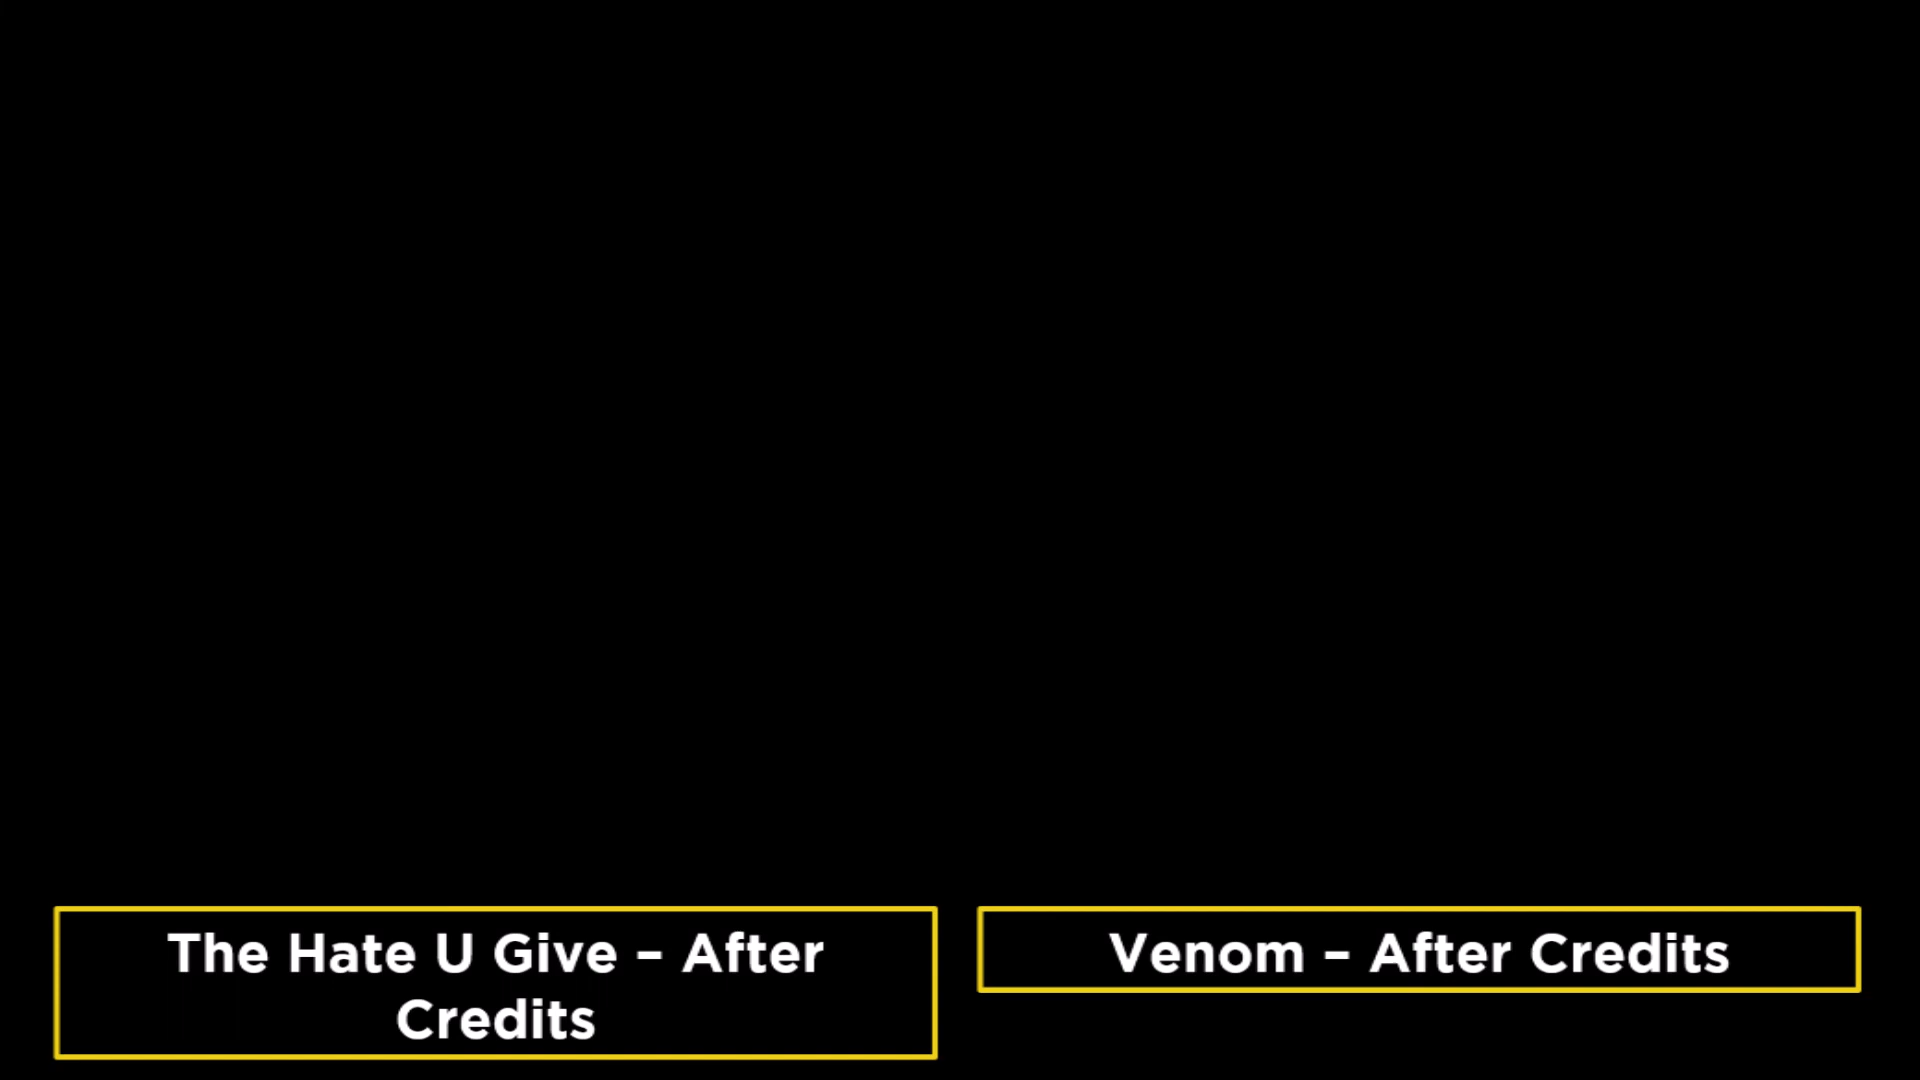 The Hate U Give – After
Credits
Venom – After Credits